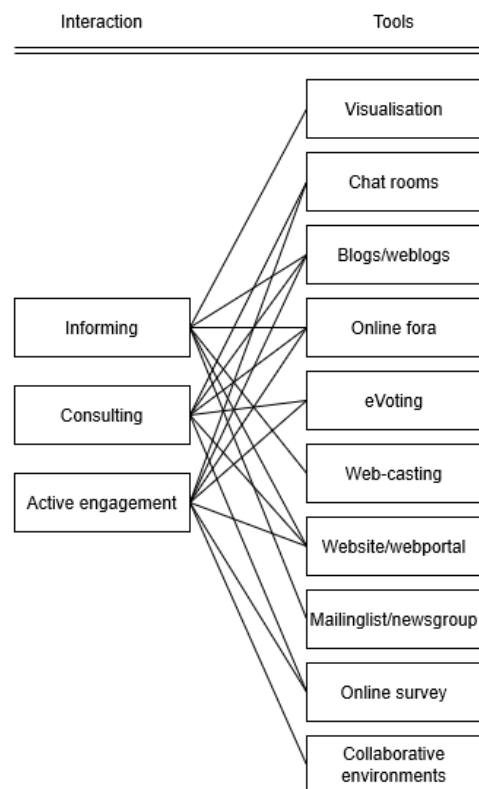 Interaction
Tools
Visualisation
Chat rooms
Blogs/weblogs
Informing
Online fora
Consulting
eVoting
Web-casting
Active engagement
Website/webportal
Mailinglist/newsgroup
Online survey
Collaborative
environments